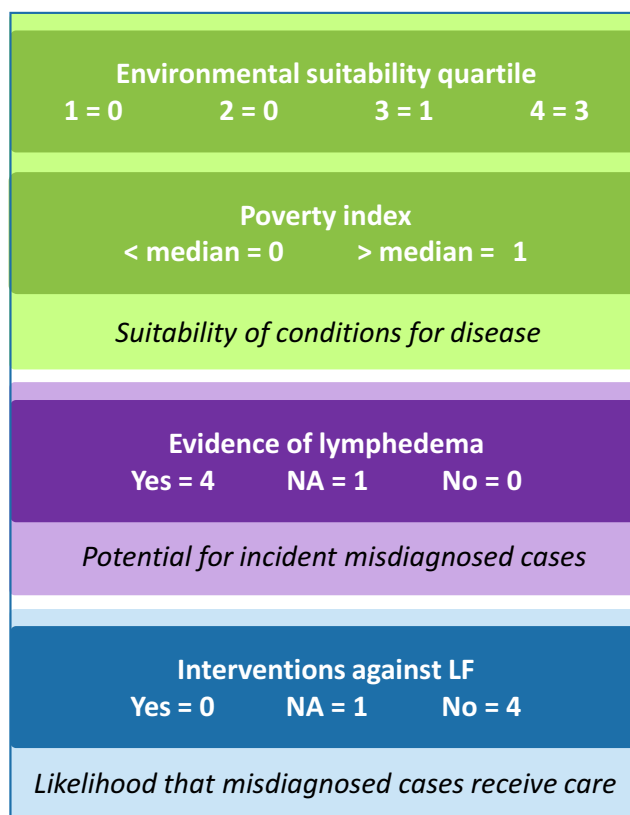 Environmental suitability quartile
1 = 0 2 = 0 3 = 1 4 = 3
Poverty index
< median = 0 > median = 1
Suitability of conditions for disease
Evidence of lymphedema
Yes = 4 NA = 1 No = 0
Potential for incident misdiagnosed cases
Interventions against LF
Yes = 0 NA = 1 No = 4
Likelihood that misdiagnosed cases receive care